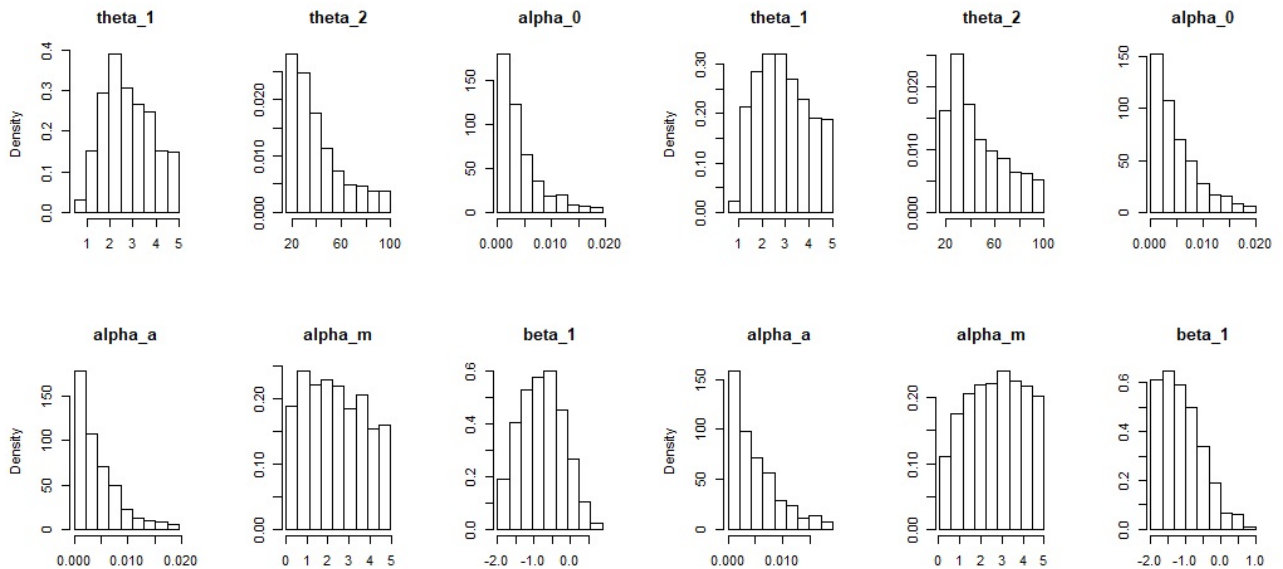 theta_1 theta_2 alpha_0 theta_1 theta_2 alpha_0
Density
0.0 0.1 0.2 0.3 0.4
1 2 3 4 5
0.000 0.010 0.020
20 60 100
0 50 100 150
0.000 0.010 0.020
Density
0.00 0.10 0.20 0.30
1 2 3 4 5
0.000 0.010 0.020
20 60 100
0 50 100 150
0.000 0.010 0.020
alpha_a alpha_m beta_1 alpha_a alpha_m beta_1
Density
0 50 100 150
0.000 0.020
0.00 0.10 0.20
0 1 2 3 4 5
0.0 0.2 0.4 0.6
-2.0 -1.0 0.0
Density
0 50 100 150
0.000 0.010
0.00 0.10 0.20
0 1 2 3 4 5
0.0 0.2 0.4 0.6
-2.0 -1.0 0.0 1.0